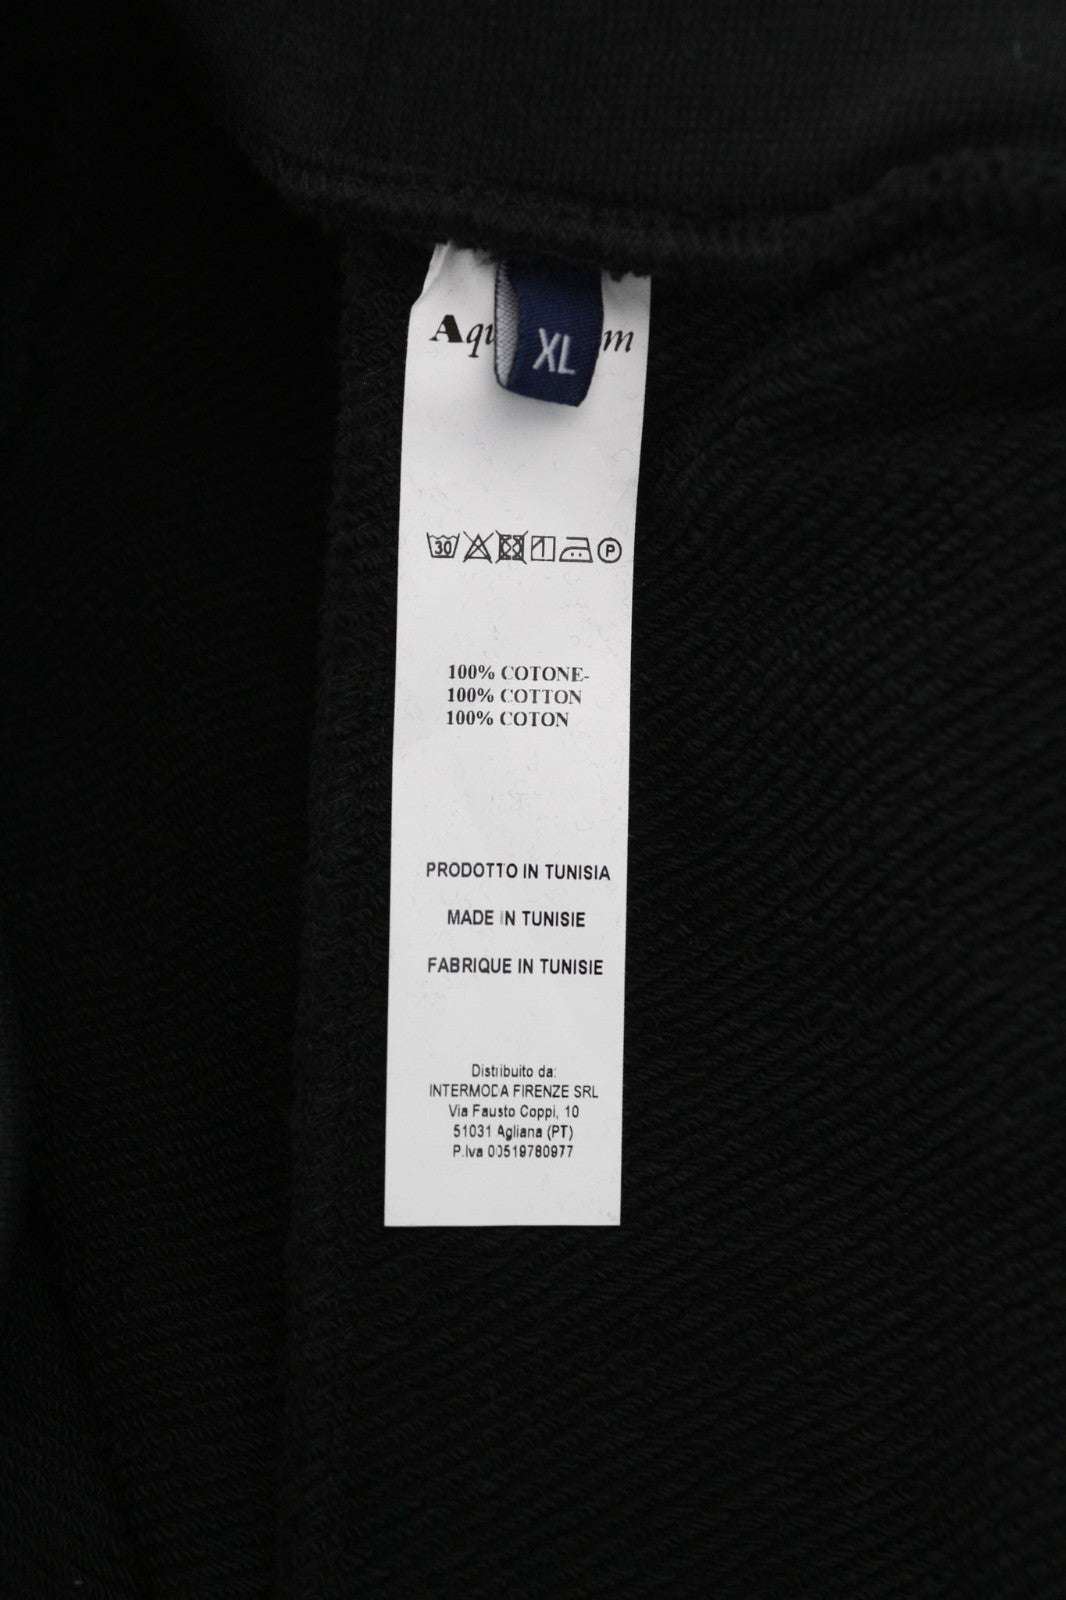 XL
30
P
100% COTONE-
100% COTTON
100% COTON
PRODOTTO IN TUNISIA
MADE IN TUNISIE
FABRIQUE IN TUNISIE
Distribuito da:
INTERMODA FIRENZE SRL
Via Fausto Coppi, 10
51031 Agliana (PT)
P.Iva 00519780977